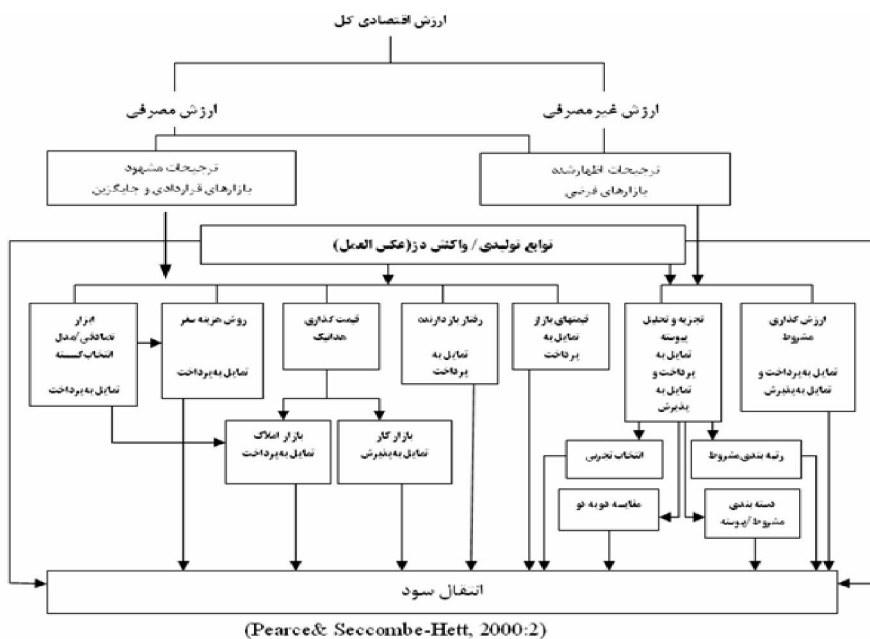 ارزش اقتصادی کل
ارزش غیرمصرفی
ارزش مصرفی
ترجیحات اظهارشده
بازارهای فرضی
ترجیحات مشهود
بازارهای قراردادی و جایگزین
توابع تولیدی / واکنش دز(عکس العمل)
ارزش گذاری
مشروط
تمایل به پرداخت و
تمایل به پذیرش
تجزیه و تحلیل
پیوسته
تمایل
به
پرداخت و
تمایل
به
پذیرش
قیمتهای بازار
تمایل به
پرداخت
رفتار بازدارنده
تمایل
به
پرداخت
قیمت گذاری
هدانیک
روش هزینه سفر
تمایل به پرداخت
ابزار
تصادفی/مدل
انتخاب گسسته
تمایل به پرداخت
رتبه بندی مشروط
انتخاب تجربی
بازار کار
تمایل به پذیرش
بازار املاک
تمایل به پرداخت
دسته بندی
مشروط/پیوسته
مقایسه دو به دو
انتقال سود
(Pearce& Seccombe-Hett, 2000:2)